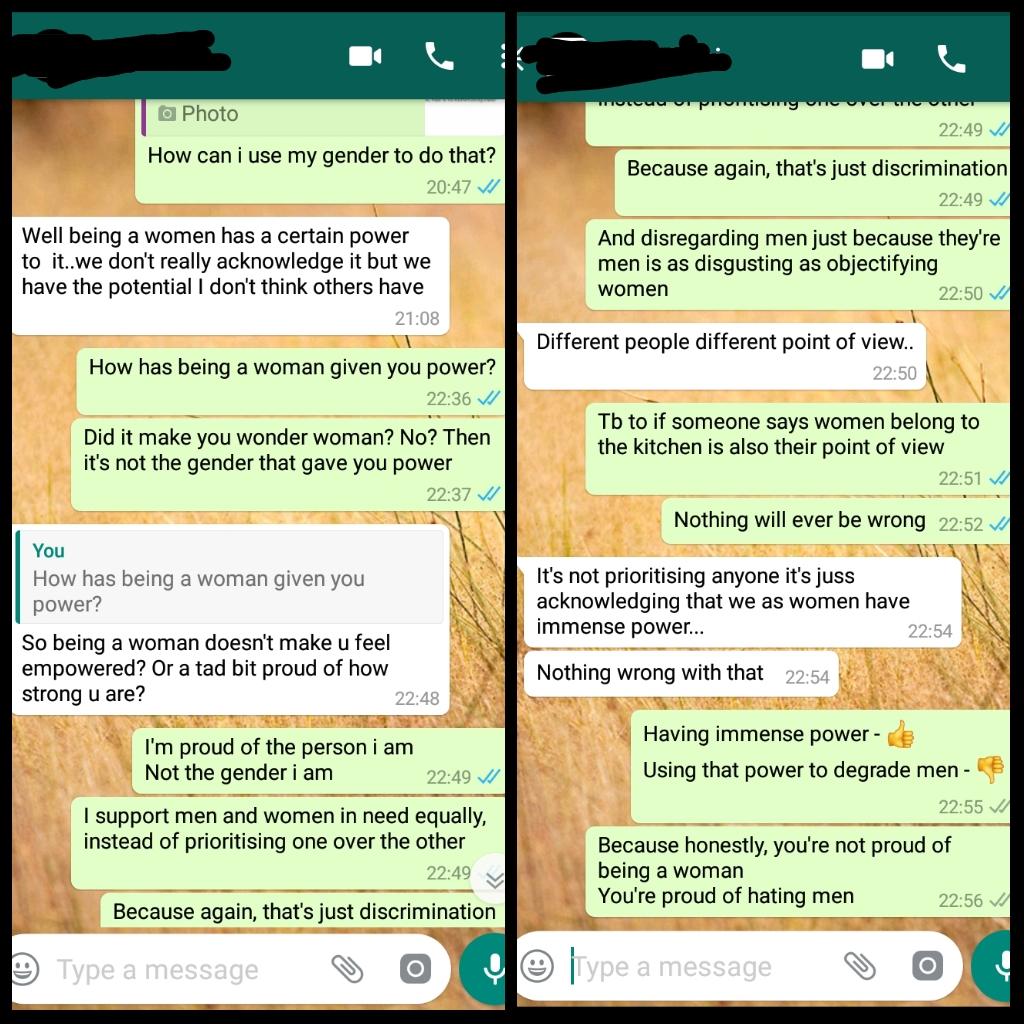 Photo
How can i use my gender to do that?
20:47
Well being a women has a certain power
to  it..we don't really acknowledge it but we
have the potential I don't think others have
21:08
How has being a woman given you power?
22:36
Did it make you wonder woman? No? Then
it's not the gender that gave you power
22:37
You
How has being a woman given you
power?
So being a woman doesn't make u feel
empowered? Or a tad bit proud of how
strong u are?
22:48
I'm proud of the person i am
Not the gender i am
22:49
I support men and women in need equally,
instead of prioritising one over the other
22:49
Because again, that's just discrimination
Type a message
instead of prioritising one over the other
22:49
Because again, that's just discrimination
22:49
And disregarding men just because they're
men is as disgusting as objectifying
women
22:50
Different people different point of view..
22:50
Tb to if someone says women belong to
the kitchen is also their point of view
22:51
Nothing will ever be wrong 22:52
It's not prioritising anyone it's juss
acknowledging that we as women have
immense power...
22:54
Nothing wrong with that 22:54
Having immense power - 👍
Using that power to degrade men - 👎
22:55
Because honestly, you're not proud of
being a woman
You're proud of hating men
22:56
Type a message